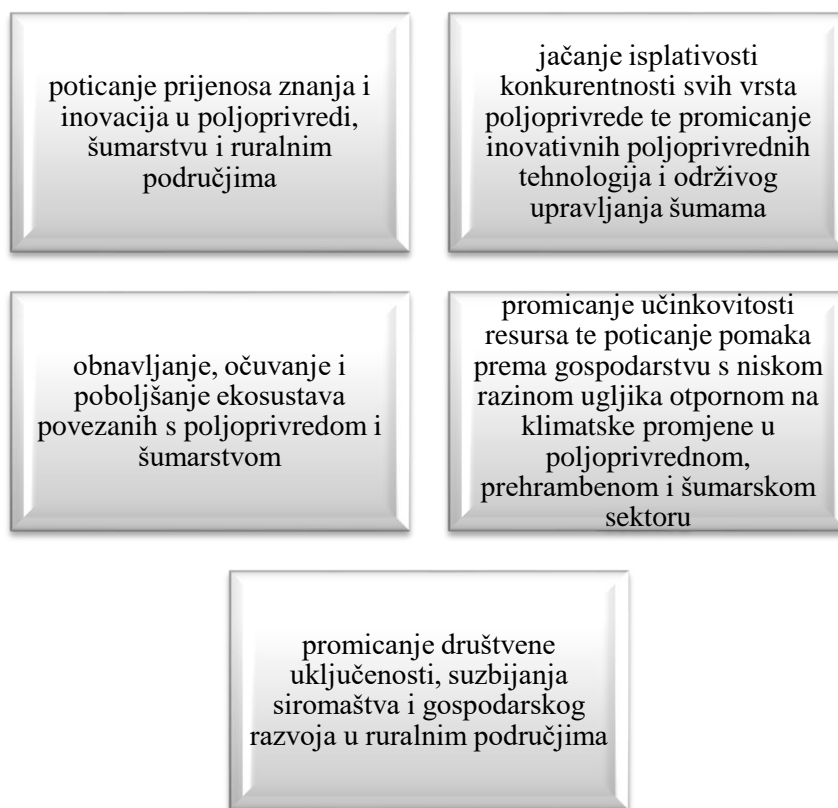 poticanje prijenosa znanja i
inovacija u poljoprivredi,
šumarstvu i ruralnim
područjima
jačanje isplativosti
konkurentnosti svih vrsta
poljoprivrede te promicanje
inovativnih poljoprivrednih
tehnologija i održivog
upravljanja šumama
obnavljanje, očuvanje i
poboljšanje ekosustava
povezanih s poljoprivredom i
šumarstvom
promicanje učinkovitosti
resursa te poticanje pomaka
prema gospodarstvu s niskom
razinom ugljika otpornom na
klimatske promjene u
poljoprivrednom,
prehrambenom i šumarskom
sektoru
promicanje društvene
uključenosti, suzbijanja
siromaštva i gospodarskog
razvoja u ruralnim područjima